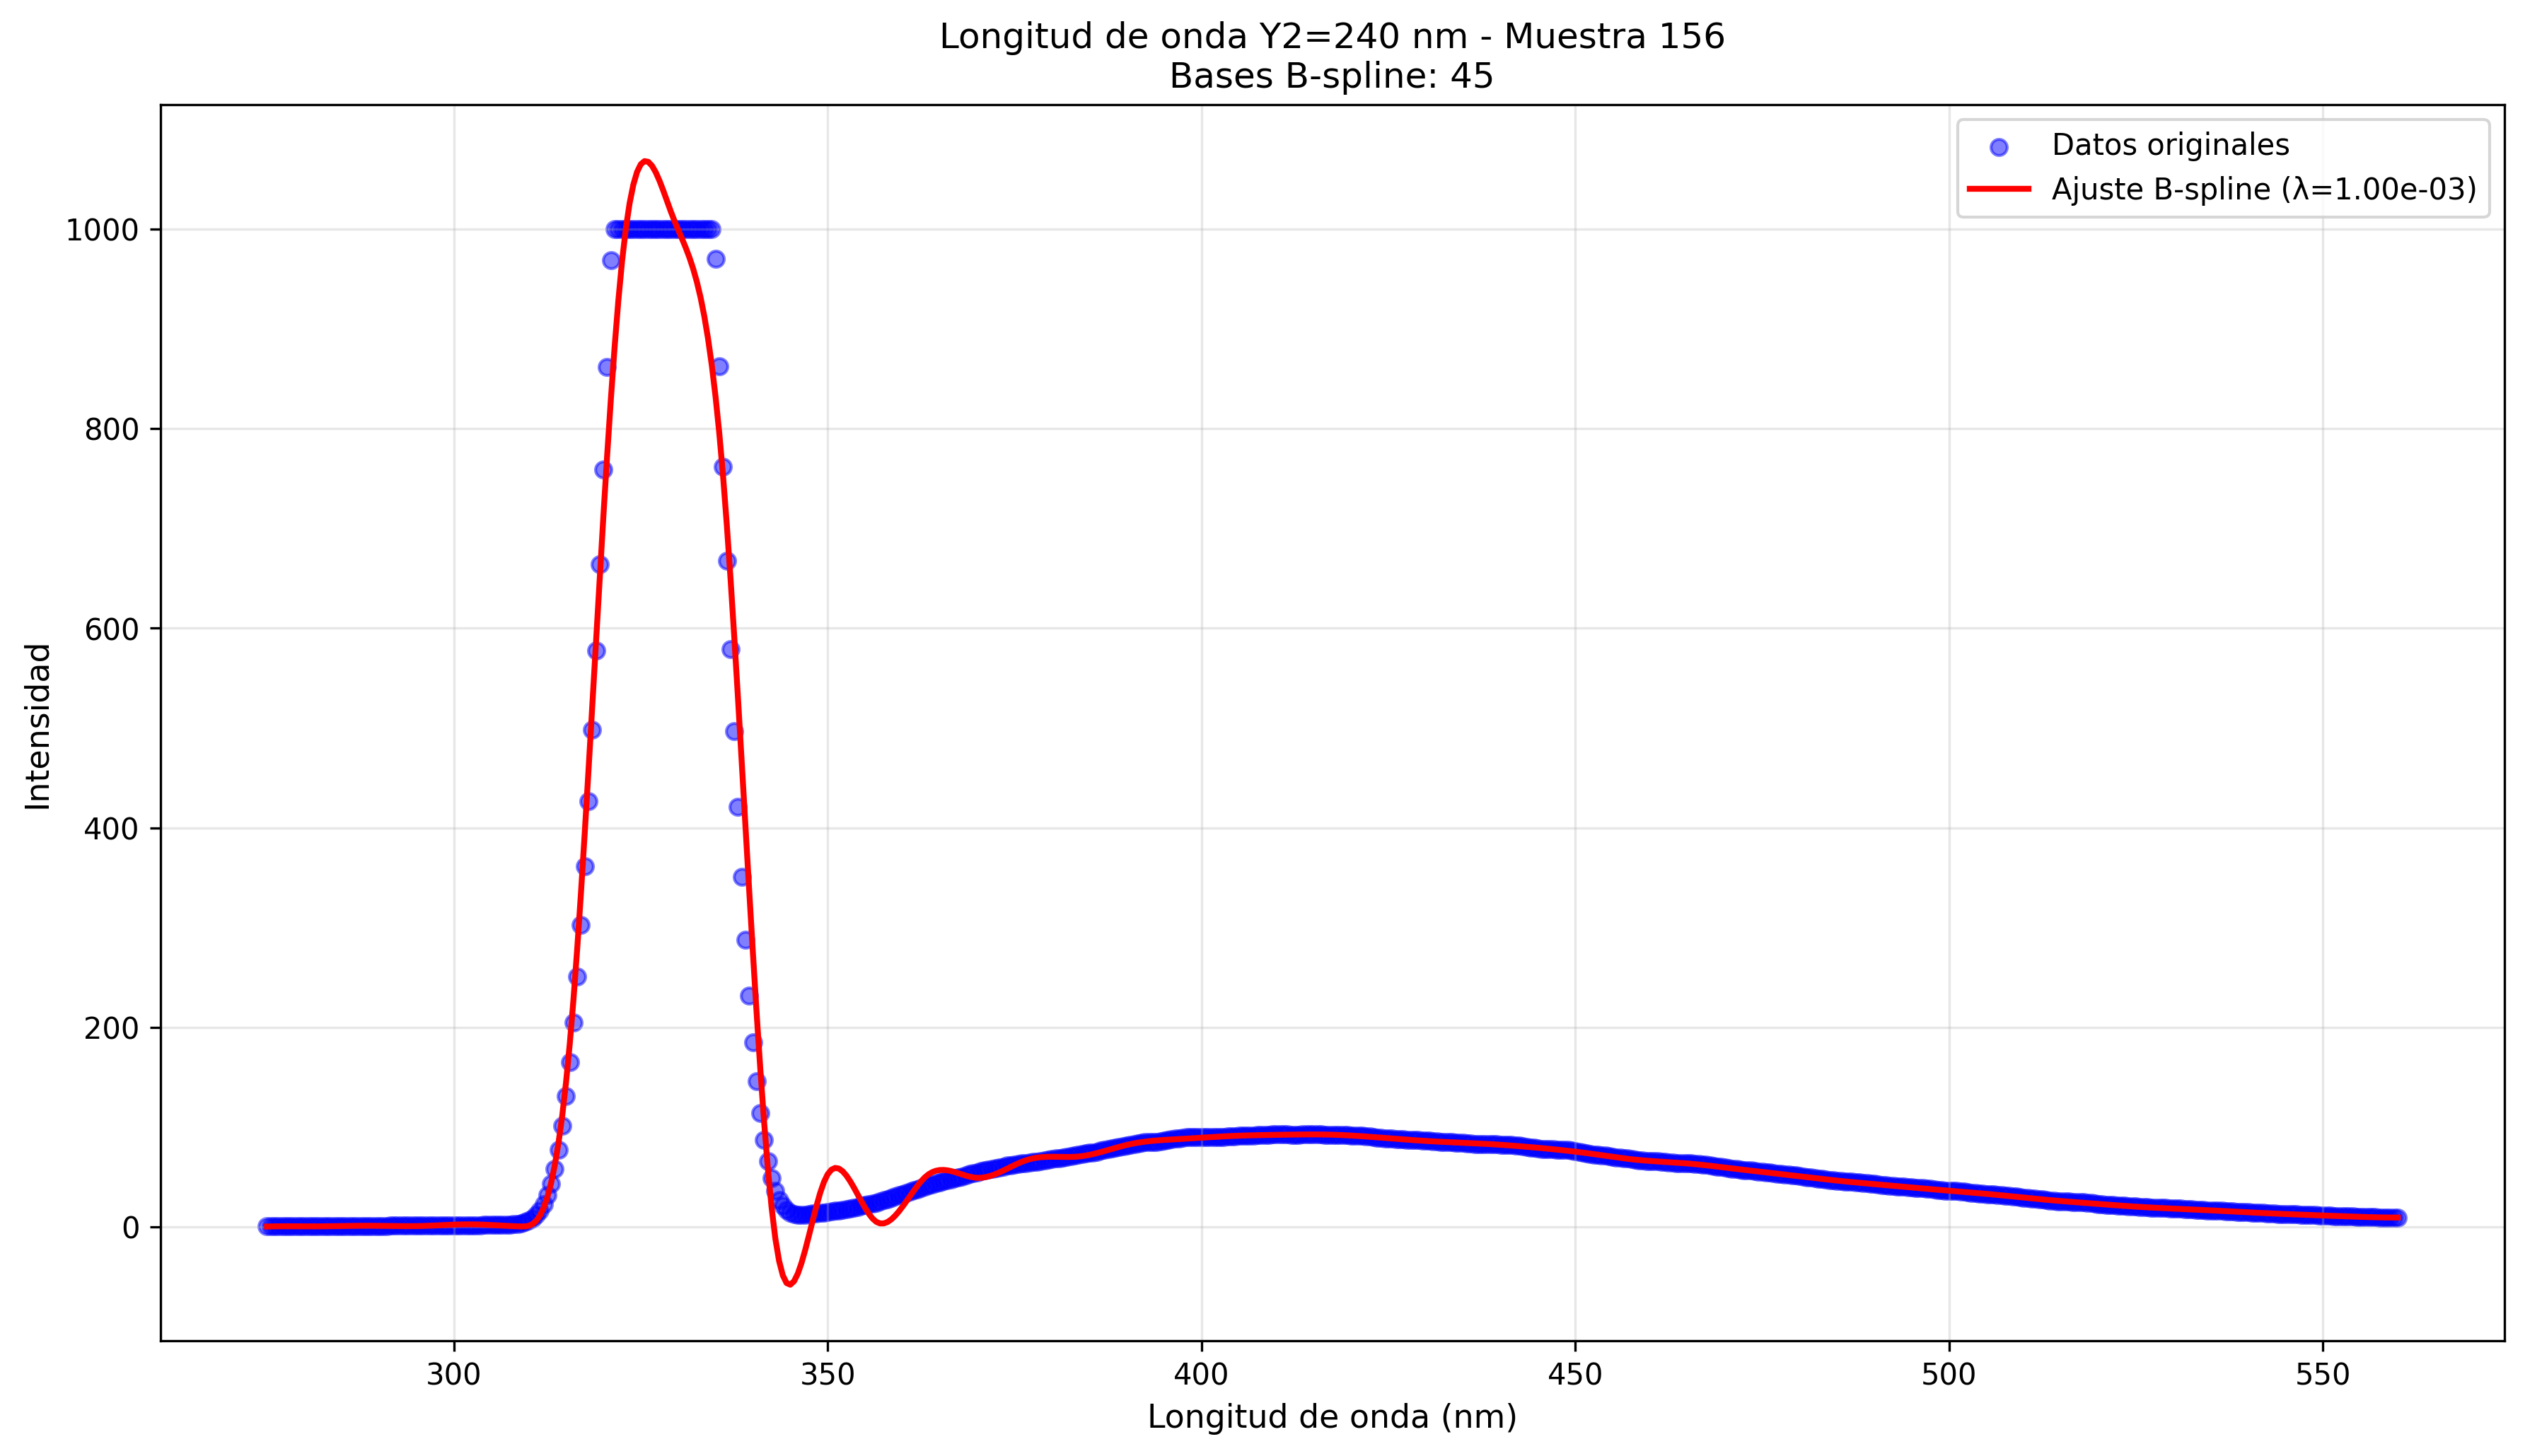 Longitud de onda Y2=240 nm - Muestra 156
Bases B-spline: 45
Datos originales
Ajuste B-spline (λ=1.00e-03)
Intensidad
1000
800
600
400
200
0
300
350
400
450
500
550
Longitud de onda (nm)